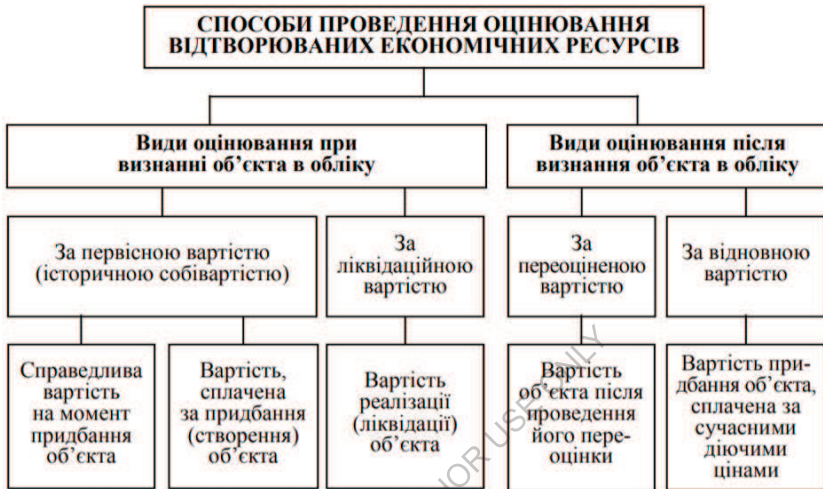 СПОСОБИ ПРОВЕДЕННЯ ОЦІНЮВАННЯ
ВІДТВОРЮВАНИХ ЕКОНОМІЧНИХ РЕСУРСІВ
Види оцінювання при
визнанні об’єкта в обліку
Види оцінювання після
визнання об’єкта в обліку
За первісною вартістю
(історичною собівартістю)
За
ліквідаційною
вартістю
За
переоціненою
вартістю
За відновною
вартістю
Справедлива
вартість
на момент
придбання
об’єкта
Вартість,
сплачена
за придбання
(створення)
об’єкта
Вартість
реалізації
(ліквідації)
об’єкта
Вартість
об’єкта після
проведення
його пере-
оцінки
Вартість при-
дбання об’єкта,
сплачена за
сучасними
діючими
цінами
OR USE ONLY